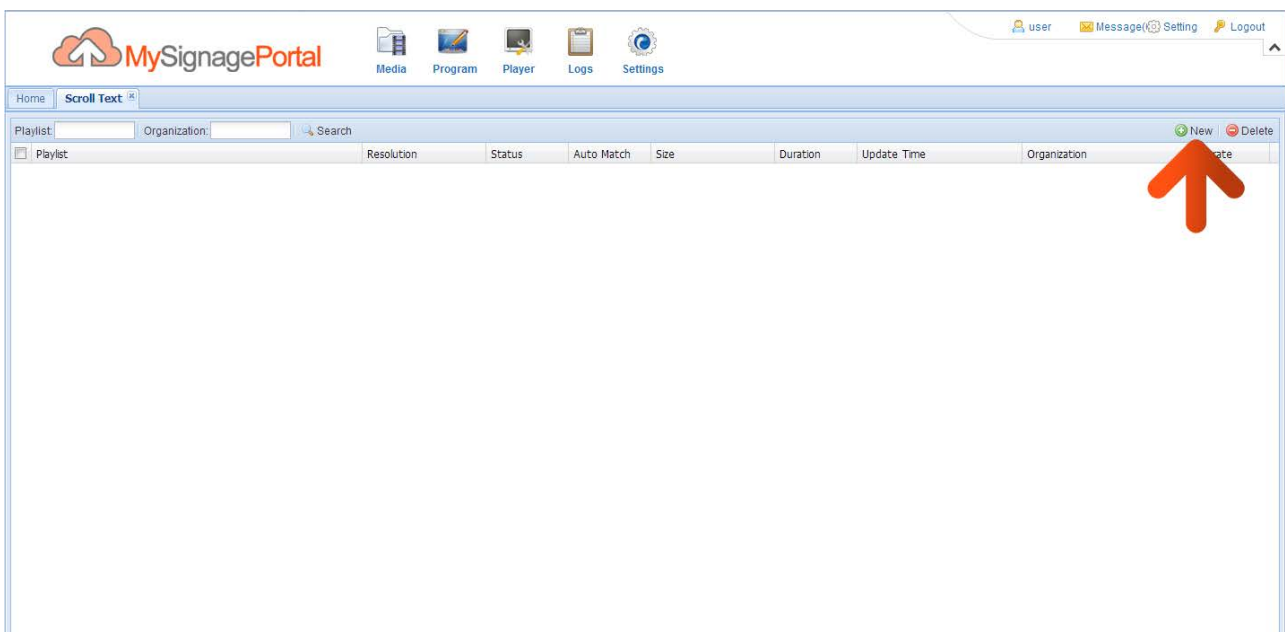 user Message( Setting Logout
MySignagePortal
Media Program Player Logs Settings
Home Scroll Text
Playlist: Organization: Search New Delete
Playlist Resolution Status Auto Match Size Duration Update Time Organization